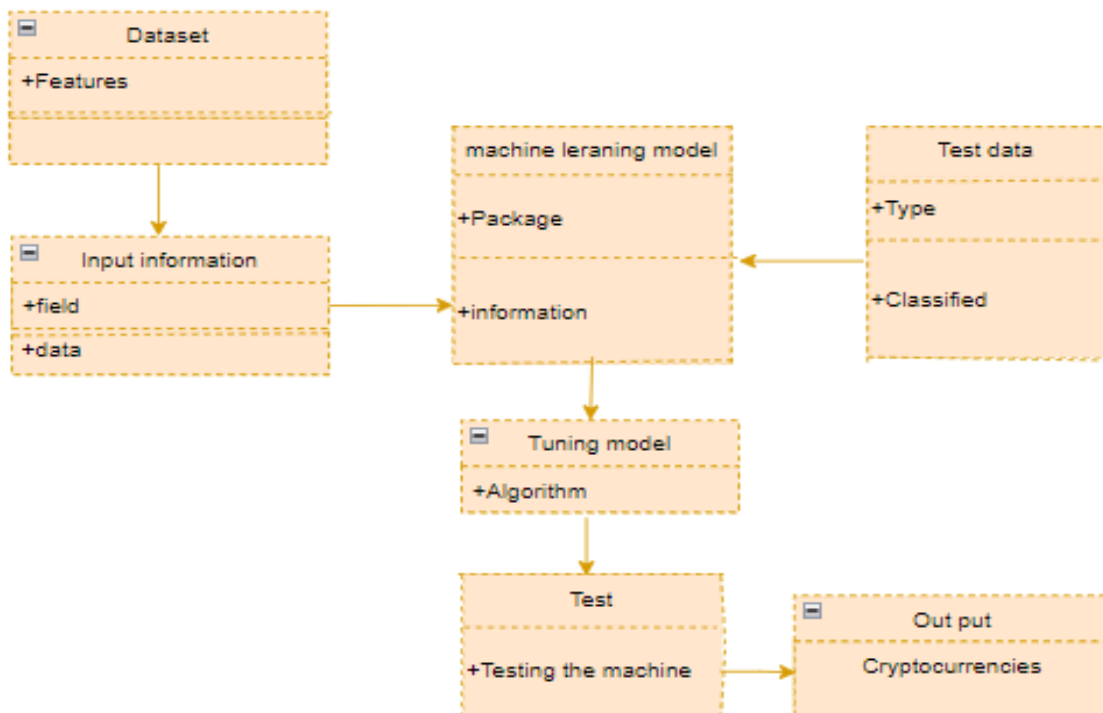 Dataset
+Features
Input information
+field
+data
machine leraning model
+Package
+information
Test data
+Type
+Classified
Tuning model
+Algorithm
Test
+Testing the machine
Out put
Cryptocurrencies